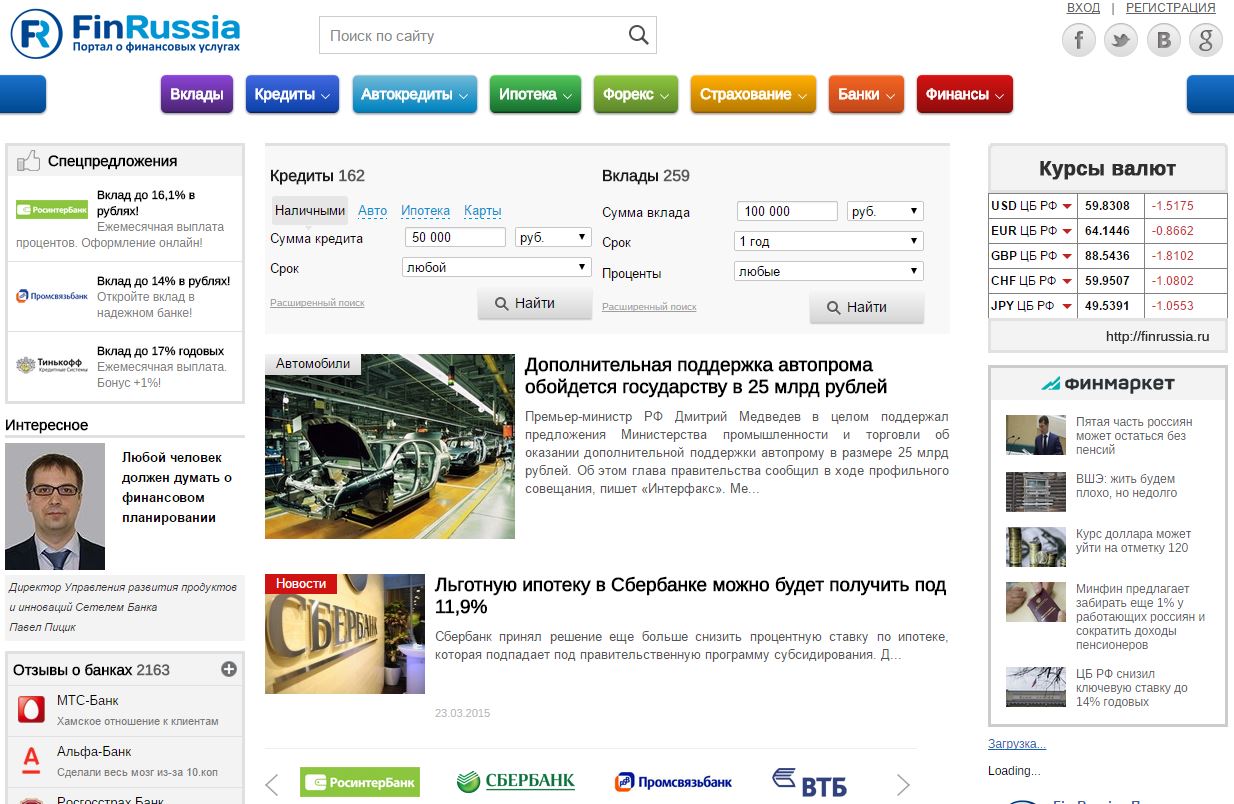 FinRussia
Портал о финансовых услугах
Поиск по сайту
ВХОД | РЕГИСТРАЦИЯ
Вклады
Кредиты
Автокредиты
Ипотека
Форекс
Страхование
Банки
Финансы
Спецпредложения
РосинтерБанк
Вклад до 16,1% в
рублях!
Ежемесячная выплата
процентов. Оформление онлайн!
Промсвязьбанк
Вклад до 14% в рублях!
Откройте вклад в
надежном банке!
Тинькофф
Кредитные Системы
Вклад до 17% годовых
Ежемесячная выплата.
Бонус +1%!
Интересное
Любой человек
должен думать о
финансовом
планировании
Директор Управления развития продуктов
и инноваций Сетелем Банка
Павел Пицик
Отзывы о банках 2163
МТС-Банк
Хамское отношение к клиентам
Альфа-Банк
Сделали весь мозг из-за 10.коп
Росгосстрах Банк
Кредиты 162
Наличными Авто Ипотека Карты
Сумма кредита 50 000 руб.
Срок любой
Расширенный поиск
Найти
Вклады 259
Сумма вклада 100 000 руб.
Срок 1 год
Проценты любые
Расширенный поиск
Найти
Автомобили
Дополнительная поддержка автопрома
обойдется государству в 25 млрд рублей
Премьер-министр РФ Дмитрий Медведев в целом поддержал
предложения Министерства промышленности и торговли об
оказании дополнительной поддержки автопрому в размере 25 млрд
рублей. Об этом глава правительства сообщил в ходе профильного
совещания, пишет «Интерфакс». Ме...
Новости
СБЕРБАНК
Льготную ипотеку в Сбербанке можно будет получить под
11,9%
Сбербанк принял решение еще больше снизить процентную ставку по ипотеке,
которая подпадает под правительственную программу субсидирования. Д...
23.03.2015
РосинтерБанк
СБЕРБАНК
Промсвязьбанк
ВТБ
Курсы валют
USD ЦБ РФ 59.8308 -1.5175
EUR ЦБ РФ 64.1446 -0.8662
GBP ЦБ РФ 88.5436 -1.8102
CHF ЦБ РФ 59.9507 -1.0802
JPY ЦБ РФ 49.5391 -1.0553
http://finrussia.ru
ФИНМАРКЕТ
Пятая часть россиян
может остаться без
пенсий
ВШЭ: жить будем
плохо, но недолго
Курс доллара может
уйти на отметку 120
Минфин предлагает
забирать еще 1% у
работающих россиян и
сократить доходы
пенсионеров
ЦБ РФ снизил
ключевую ставку до
14% годовых
Загрузка...
Loading...